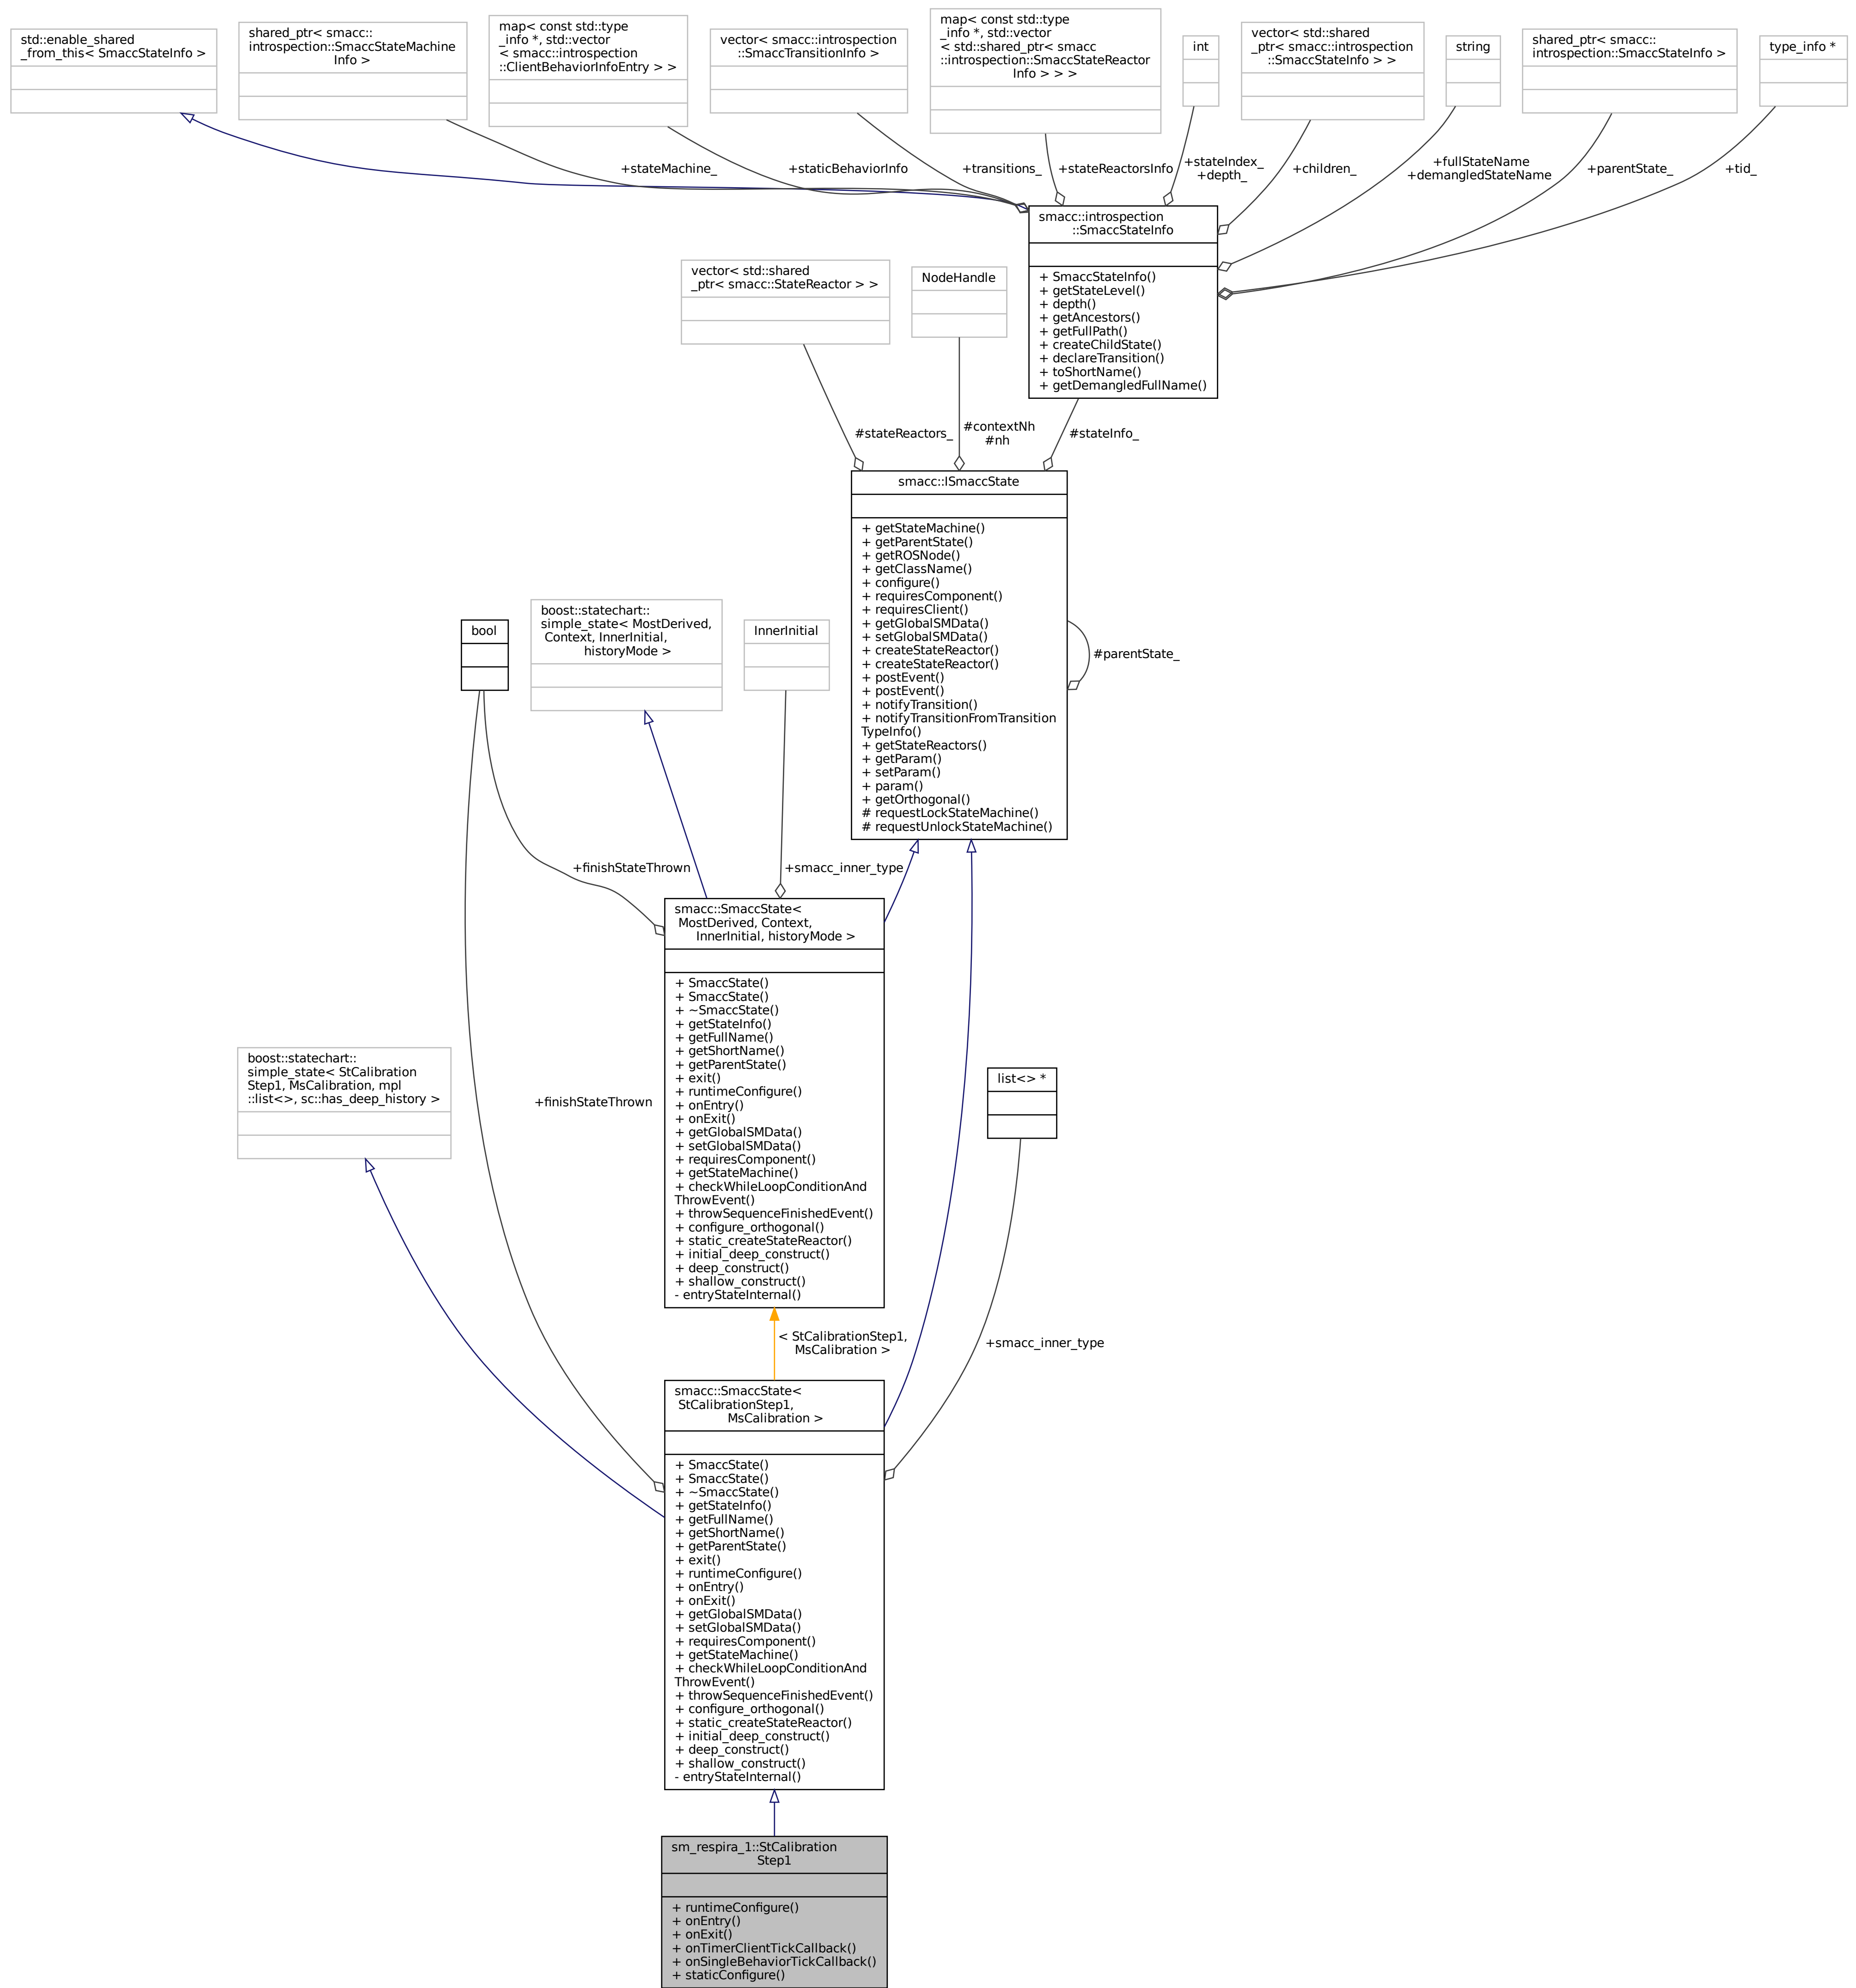 std::enable_shared
_from_this< SmaccStateInfo >
shared_ptr< smacc::
introspection::SmaccStateMachine
Info >
map< const std::type
_info *, std::vector
< smacc::introspection
::ClientBehaviorInfoEntry > >
vector< smacc::introspection
::SmaccTransitionInfo >
map< const std::type
_info *, std::vector
< std::shared_ptr< smacc
::introspection::SmaccStateReactor
Info > > >
int
vector< std::shared
_ptr< smacc::introspection
::SmaccStateInfo > >
string
shared_ptr< smacc::
introspection::SmaccStateInfo >
type_info *
+stateMachine_
+staticBehaviorInfo
+transitions_
+stateReactorsInfo
+stateIndex_
+depth_
+children_
+fullStateName
+demangledStateName
+parentState_
+tid_
smacc::introspection
::SmaccStateInfo
+ SmaccStateInfo()
+ getStateLevel()
+ depth()
+ getAncestors()
+ getFullPath()
+ createChildState()
+ declareTransition()
+ toShortName()
+ getDemangledFullName()
vector< std::shared
_ptr< smacc::StateReactor > >
NodeHandle
#stateReactors_
#contextNh
#nh
#stateInfo_
smacc::ISmaccState
+ getStateMachine()
+ getParentState()
+ getROSNode()
+ getClassName()
+ configure()
+ requiresComponent()
+ requiresClient()
+ getGlobalSMData()
+ setGlobalSMData()
+ createStateReactor()
+ createStateReactor()
+ postEvent()
+ postEvent()
+ notifyTransition()
+ notifyTransitionFromTransition
TypeInfo()
+ getStateReactors()
+ getParam()
+ setParam()
+ param()
+ getOrthogonal()
# requestLockStateMachine()
# requestUnlockStateMachine()
#parentState_
bool
boost::statechart::
simple_state< MostDerived,
Context, InnerInitial,
historyMode >
InnerInitial
+finishStateThrown
+smacc_inner_type
smacc::SmaccState<
MostDerived, Context,
InnerInitial, historyMode >
+ SmaccState()
+ SmaccState()
+ ~SmaccState()
+ getStateInfo()
+ getFullName()
+ getShortName()
+ getParentState()
+ exit()
+ runtimeConfigure()
+ onEntry()
+ onExit()
+ getGlobalSMData()
+ setGlobalSMData()
+ requiresComponent()
+ getStateMachine()
+ checkWhileLoopConditionAnd
ThrowEvent()
+ throwSequenceFinishedEvent()
+ configure_orthogonal()
+ static_createStateReactor()
+ initial_deep_construct()
+ deep_construct()
+ shallow_construct()
- entryStateInternal()
boost::statechart::
simple_state< StCalibration
Step1, MsCalibration, mpl
::list<>, sc::has_deep_history >
+finishStateThrown
list<> *
< StCalibrationStep1,
MsCalibration >
+smacc_inner_type
smacc::SmaccState<
StCalibrationStep1,
MsCalibration >
+ SmaccState()
+ SmaccState()
+ ~SmaccState()
+ getStateInfo()
+ getFullName()
+ getShortName()
+ getParentState()
+ exit()
+ runtimeConfigure()
+ onEntry()
+ onExit()
+ getGlobalSMData()
+ setGlobalSMData()
+ requiresComponent()
+ getStateMachine()
+ checkWhileLoopConditionAnd
ThrowEvent()
+ throwSequenceFinishedEvent()
+ configure_orthogonal()
+ static_createStateReactor()
+ initial_deep_construct()
+ deep_construct()
+ shallow_construct()
- entryStateInternal()
sm_respira_1::StCalibration
Step1
+ runtimeConfigure()
+ onEntry()
+ onExit()
+ onTimerClientTickCallback()
+ onSingleBehaviorTickCallback()
+ staticConfigure()